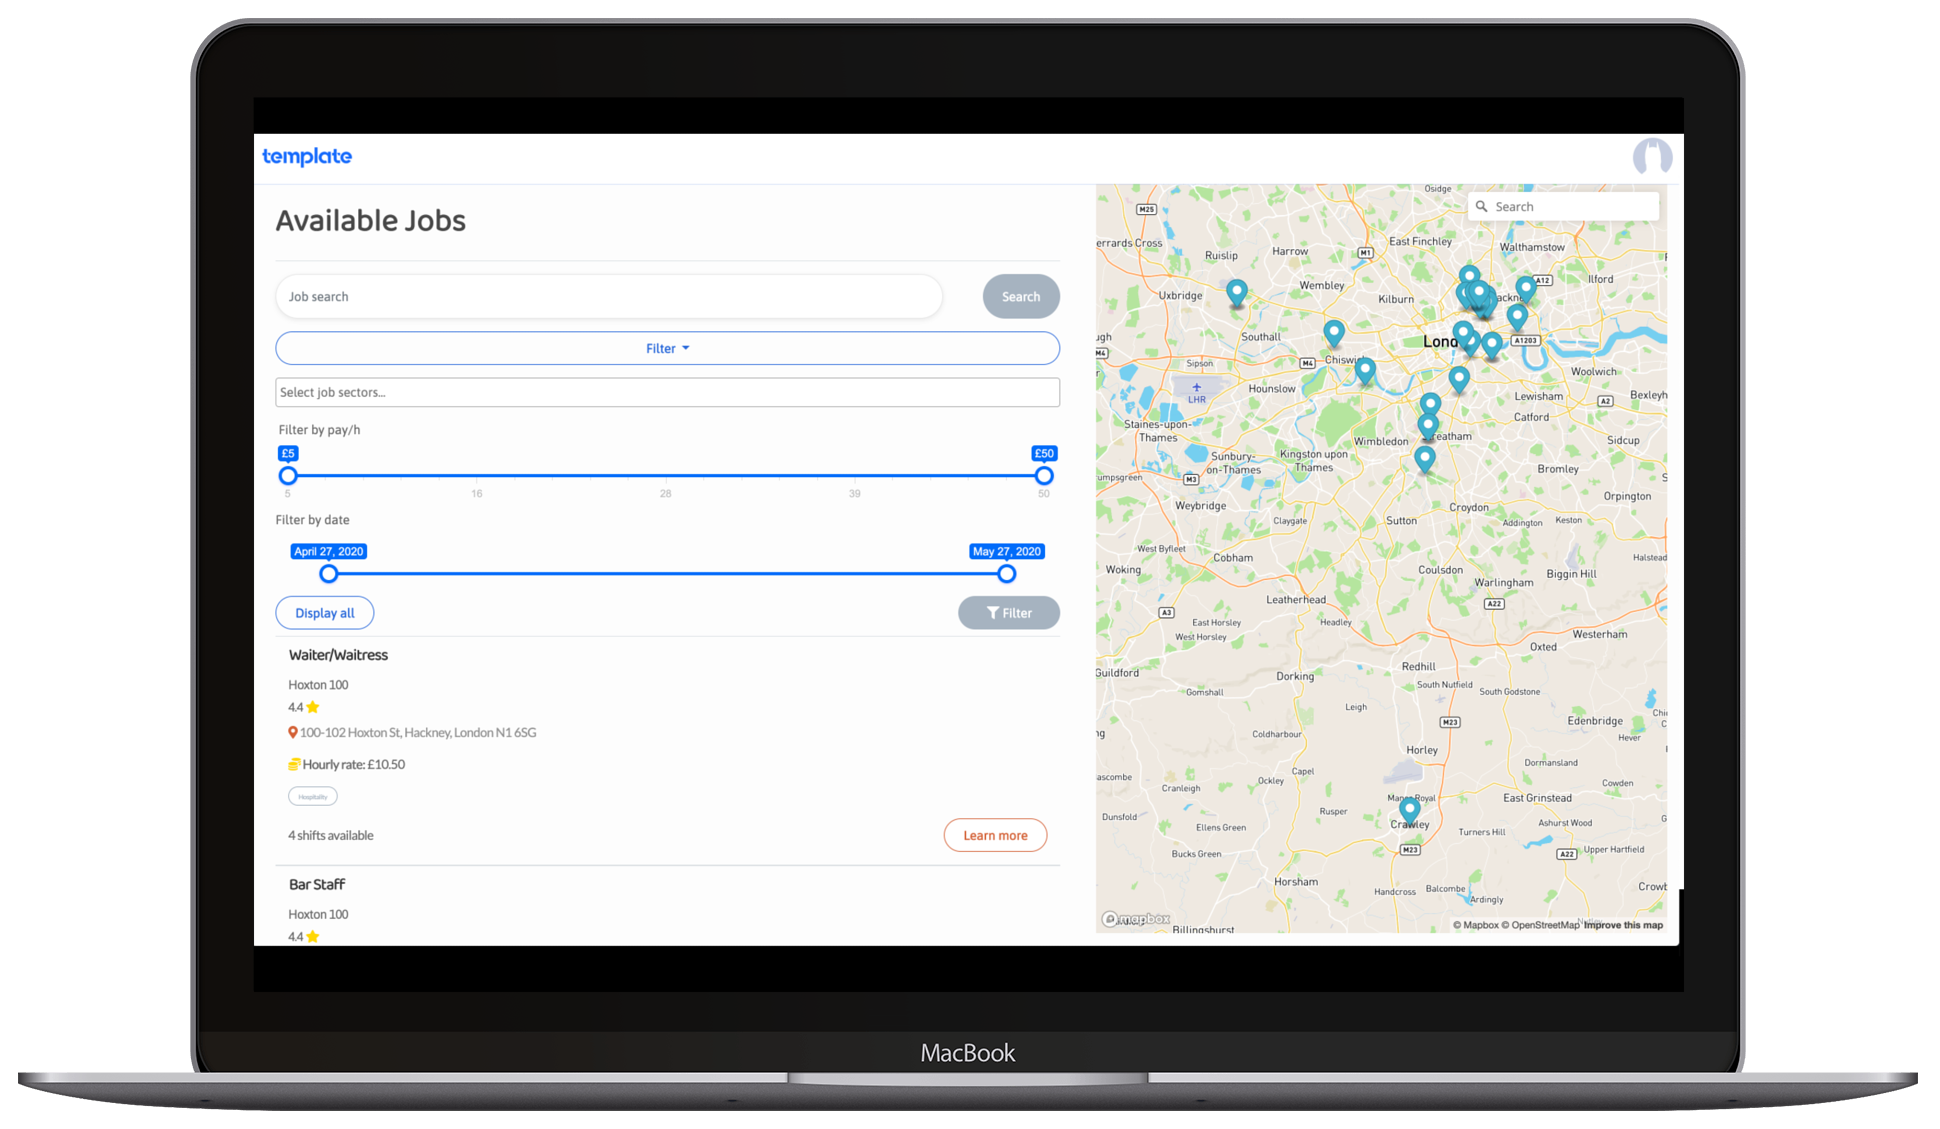 template
Available Jobs
Job search
Search
Filter
Select job sectors...
Filter by pay/h
£5
£50
5
16
28
39
50
Filter by date
April 27, 2020
May 27, 2020
Display all
Filter
Waiter/Waitress
Hoxton 100
4.4
100-102 Hoxton St, Hackney, London N1 6SG
Hourly rate: £10.50
Hospitality
4 shifts available
Learn more
Bar Staff
Hoxton 100
4.4
Search
Osidge
M25
errards Cross
Ruislip
Harrow
M1
East Finchley
Walthamstow
Uxbridge
Wembley
Kilburn
ackne
A12
Ilford
ugh
M4
Southall
Lond
A1203
Sipson
M4
Chiswic
Woolwich
LHR
Hounslow
Lewisham
A2
Bexleyh
Staines-upon-
Thames
Wimbledon
reatham
Catford
Sidcup
Sunbury-
on-Thames
Kingston upon
Thames
Bromley
umpsgreen
M3
Weybridge
Claygate
Sutton
Croydon
Addington
Keston
Orpington
West Byfleet
Cobham
Halstead
Woking
Coulsdon
Warlingham
Biggin Hill
A3
Leatherhead
A22
East Horsley
Headley
West Horsley
Westerham
Oxted
Guildford
Dorking
Redhill
South Nutfield
South Godstone
Gomshall
Leigh
M23
Edenbridge
Hever
Coldharbour
Horley
ascombe
Capel
Ockley
Dormansland
Cranleigh
Cowden
Rusper
Royal
East Grinstead
Dunsfold
Ellens Green
Crawley
Turners Hill
Ashurst Wood
Bucks Green
M23
A22
Upper Hartfield
Horsham
Handcross
Balcombe
Ardingly
Crowb
mapbox
Billingshurst
© Mapbox © OpenStreetMap Improve this map
MacBook